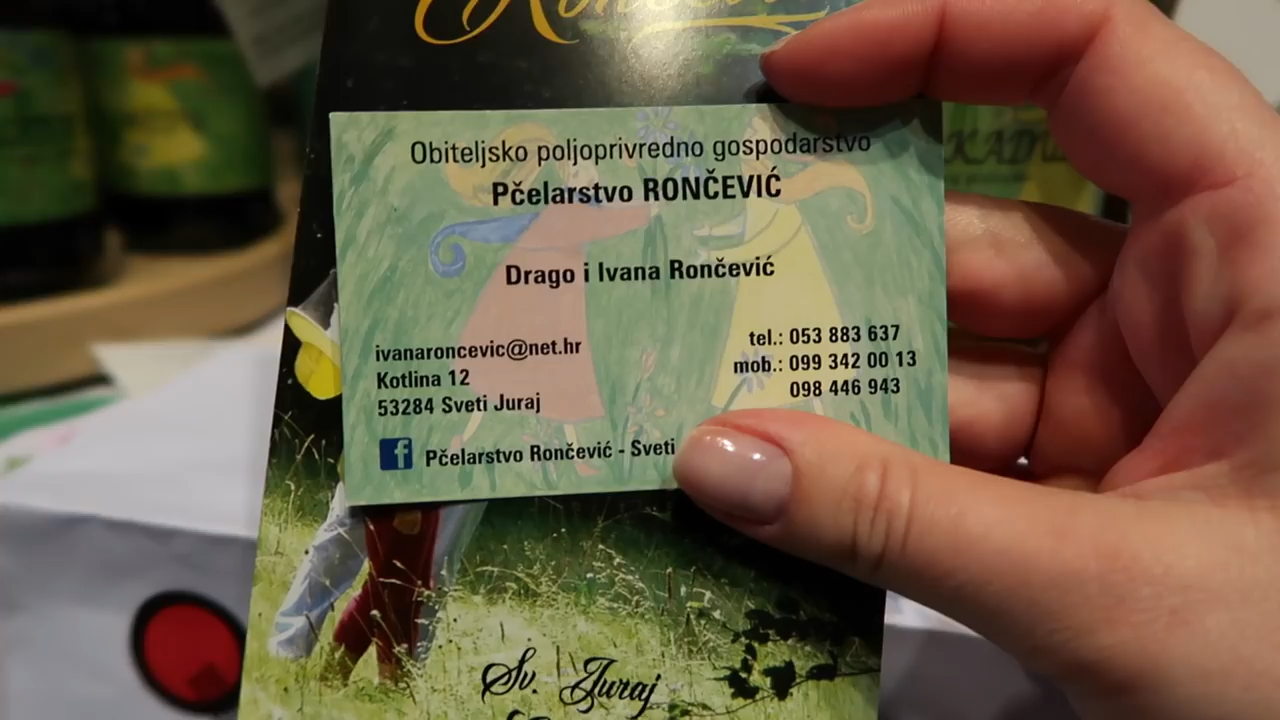 Obiteljsko poljoprivredno gospodarstvo
Pčelarstvo RONČEVIĆ
Drago i Ivana Rončević
ivanaroncevic@net.hr
Kotlina 12
53284 Sveti Juraj
tel.: 053 883 637
mob.: 099 342 00 13
098 446 943
f Pčelarstvo Rončević - Sveti
Sv. Juraj